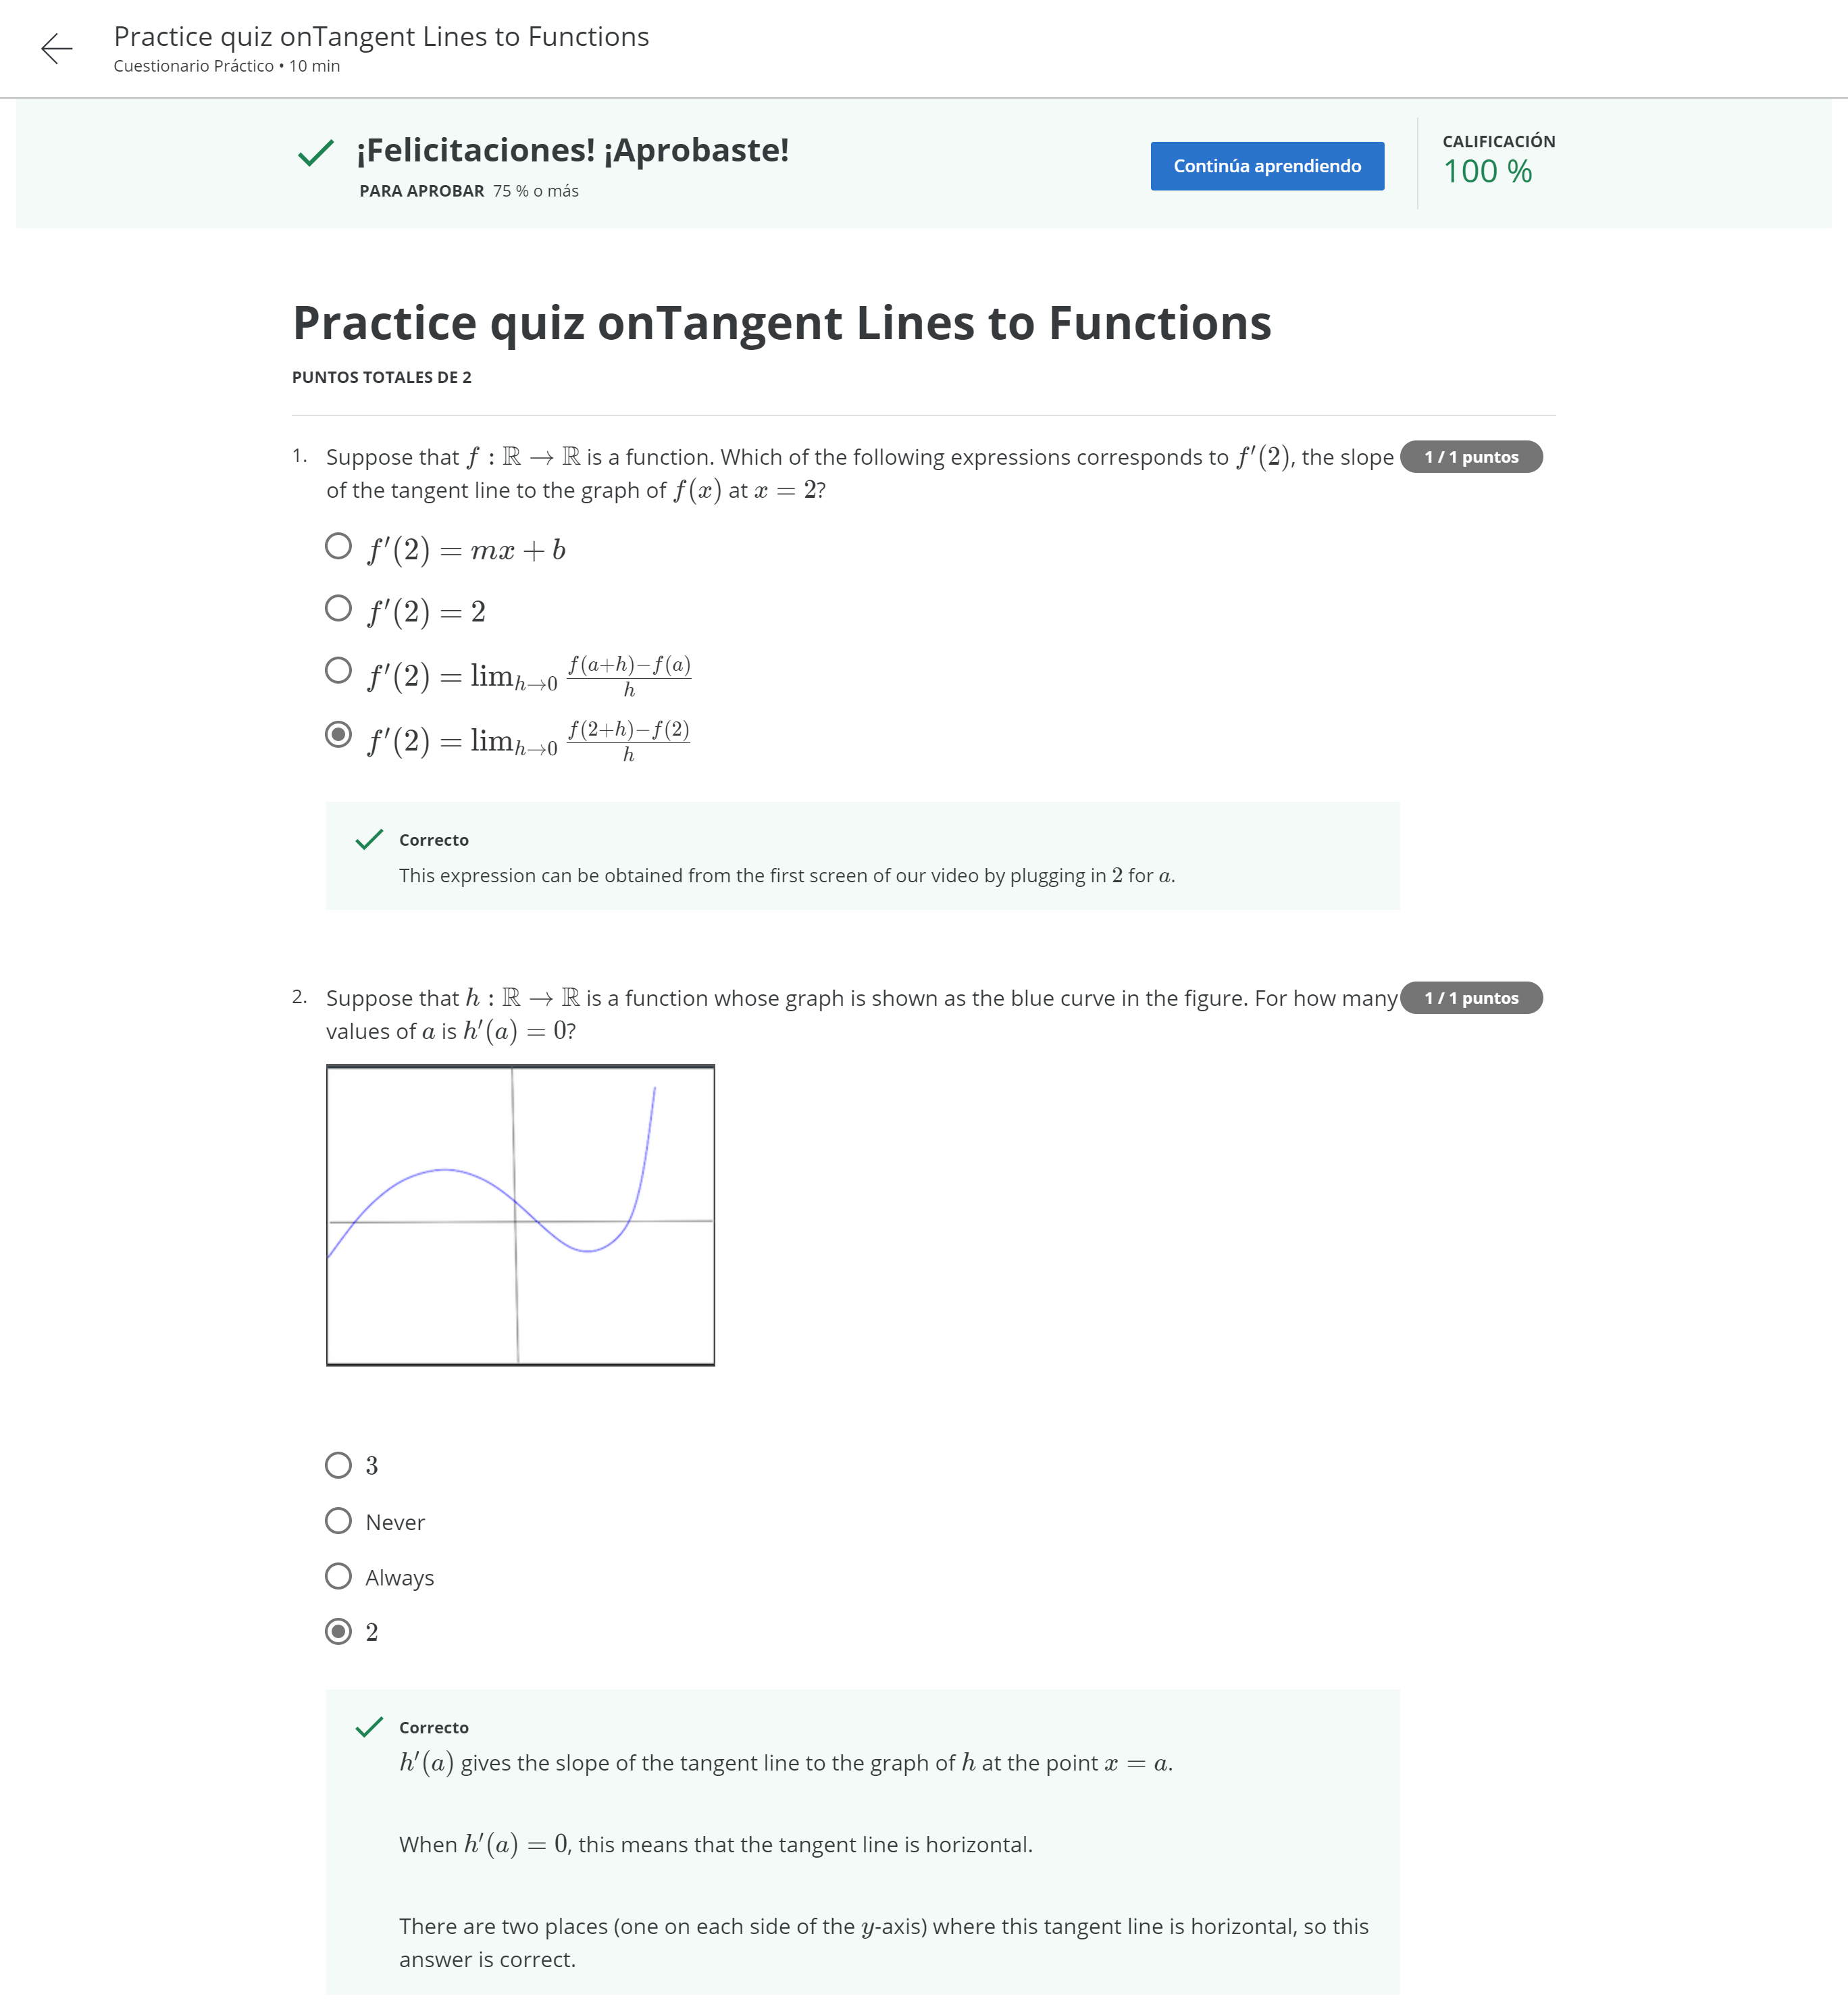 Practice quiz onTangent Lines to Functions
Cuestionario Práctico • 10 min
¡Felicitaciones! ¡Aprobaste!
PARA APROBAR 75 % o más
Continúa aprendiendo
CALIFICACIÓN
100 %
Practice quiz onTangent Lines to Functions
PUNTOS TOTALES DE 2
1. Suppose that f : ℝ → ℝ is a function. Which of the following expressions corresponds to f′(2), the slope
of the tangent line to the graph of f(x) at x = 2?
1 / 1 puntos
f′(2) = mx + b
f′(2) = 2
f′(2) = lim_{h→0} \frac{f(a+h)−f(a)}{h}
f′(2) = lim_{h→0} \frac{f(2+h)−f(2)}{h}
Correcto
This expression can be obtained from the first screen of our video by plugging in 2 for a.
2. Suppose that h : ℝ → ℝ is a function whose graph is shown as the blue curve in the figure. For how many
values of a is h′(a) = 0?
1 / 1 puntos
3
Never
Always
2
Correcto
h′(a) gives the slope of the tangent line to the graph of h at the point x = a.
When h′(a) = 0, this means that the tangent line is horizontal.
There are two places (one on each side of the y-axis) where this tangent line is horizontal, so this
answer is correct.